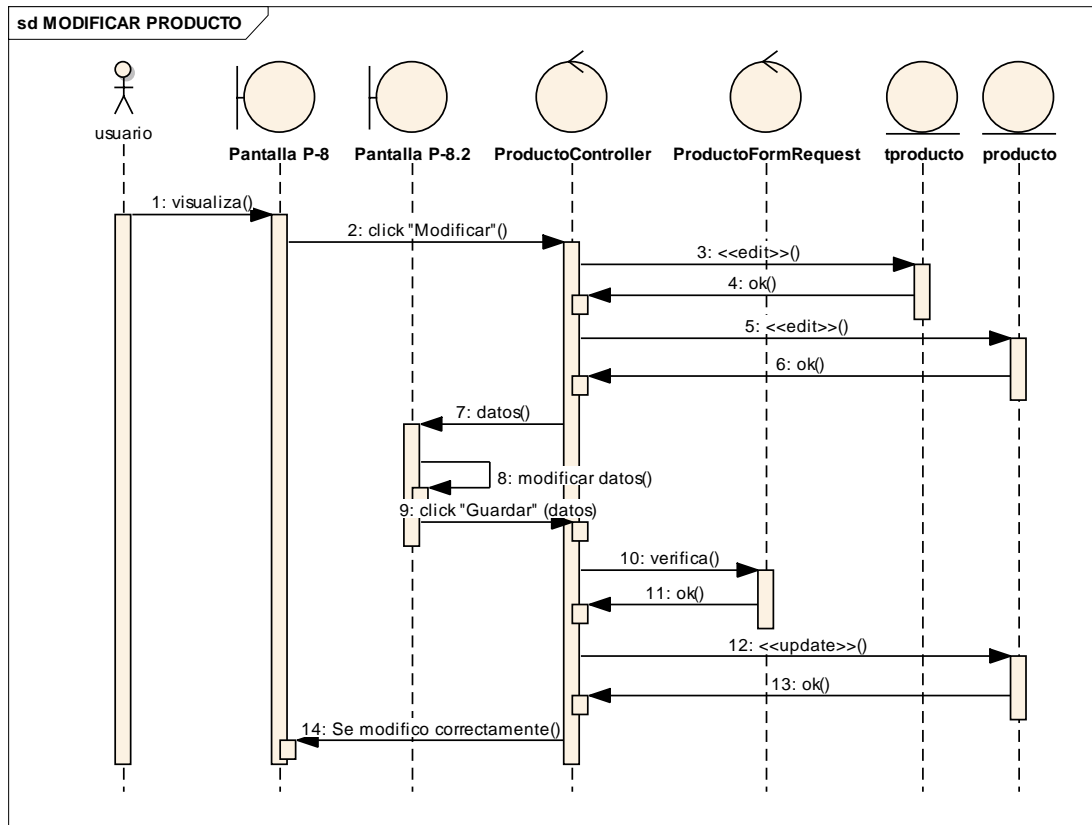 sd MODIFICAR PRODUCTO
usuario
Pantalla P-8
Pantalla P-8.2
ProductoController
ProductoFormRequest
tproducto
producto
1: visualiza()
2: click "Modificar"()
3: <<edit>>()
4: ok()
5: <<edit>>()
6: ok()
7: datos()
8: modificar datos()
9: click "Guardar" (datos)
10: verifica()
11: ok()
12: <<update>>()
13: ok()
14: Se modifico correctamente()